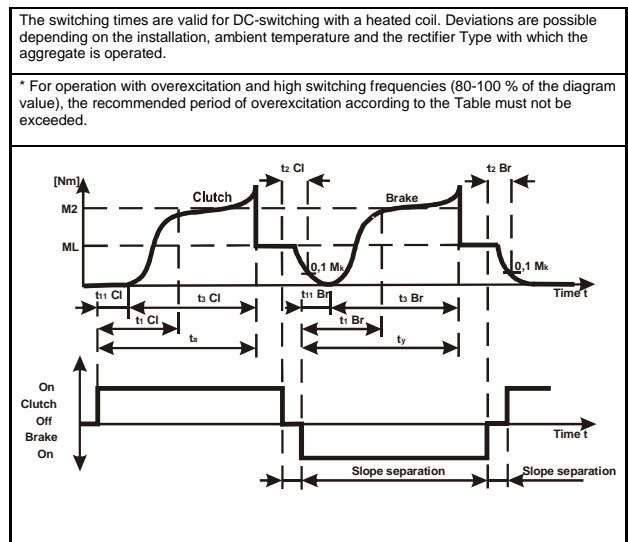 The switching times are valid for DC-switching with a heated coil. Deviations are possible
depending on the installation, ambient temperature and the rectifier Type with which the
aggregate is operated.
* For operation with overexcitation and high switching frequencies (80-100 % of the diagram
value), the recommended period of overexcitation according to the Table must not be
exceeded.
t2 Cl
t2 Br
[Nm]
Clutch
Brake
M2
ML
0,1 Mk
0,1 Mk
Time t
t11 Cl
t3 Cl
t11 Br
t3 Br
t1 Cl
t1 Br
ta
ty
On
Clutch
Off
Brake
On
Time t
Slope separation
Slope separation